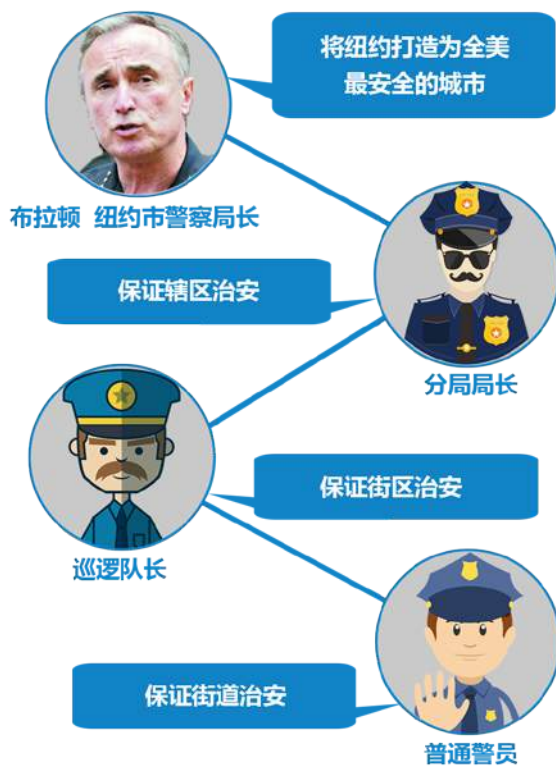 将纽约打造为全美
最安全的城市
布拉顿 纽约市警察局长
保证辖区治安
分局局长
保证街区治安
巡逻队长
保证街道治安
普通警员